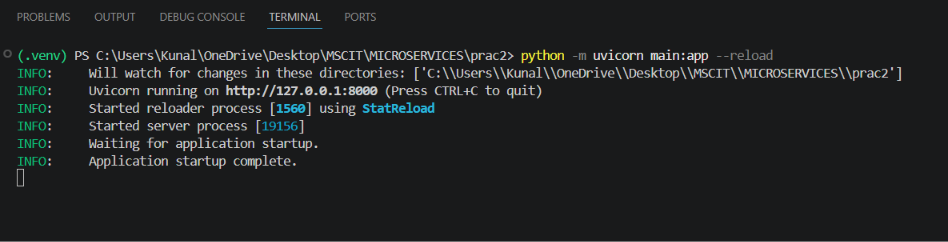 PROBLEMS OUTPUT DEBUG CONSOLE TERMINAL PORTS
(.venv) PS C:\Users\Kunal\OneDrive\Desktop\MSCIT\MICROSERVICES\prac2> python -m uvicorn main:app --reload
INFO: Will watch for changes in these directories: ['C:\\Users\\Kunal\\OneDrive\\Desktop\\MSCIT\\MICROSERVICES\\prac2']
INFO: Uvicorn running on http://127.0.0.1:8000 (Press CTRL+C to quit)
INFO: Started reloader process [1560] using StatReload
INFO: Started server process [19156]
INFO: Waiting for application startup.
INFO: Application startup complete.